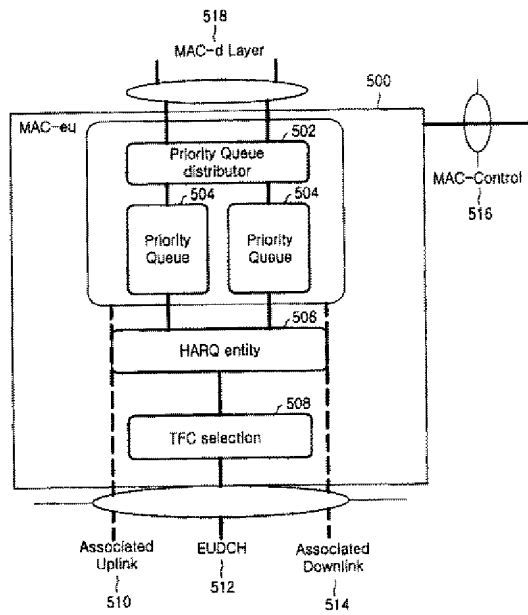 518
MAC-d Layer
500
MAC-eu
502
Priority Queue
distributor
504
504
Priority
Queue
Priority
Queue
MAC-Control
516
506
HARQ entity
508
TFC selection
Associated
Uplink
510
EUDCH
512
Associated
Downlink
514